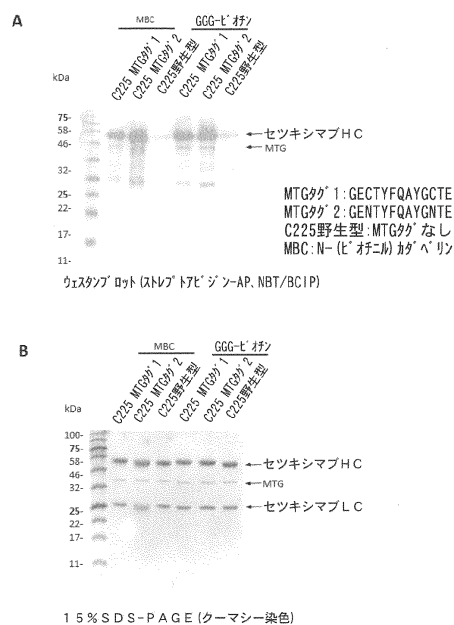 A
MBC
GGG-ビオチン
C225 MTGタグ1
C225 MTGタグ2
C225野生型
C225 MTGタグ1
C225 MTGタグ2
C225野生型
kDa
75-
58-
46-
32-
25-
22-
17-
11-
セツキシマブHC
MTG
MTGタグ1:GECTYFQAYGCTE
MTGタグ2:GENTYFQAYGNTE
C225野生型:MTGタグなし
MBC:N-(ビオチニル)カダベリン
ウェスタンブロット(ストレプトアビジン-AP、NBT/BCIP)
B
MBC
GGG-ビオチン
C225 MTGタグ1
C225 MTGタグ2
C225野生型
C225 MTGタグ1
C225 MTGタグ2
C225野生型
kDa
100-
75-
58-
46-
32-
25-
22-
17-
11-
セツキシマブHC
MTG
セツキシマブLC
15%SDS-PAGE(クーマシー染色)